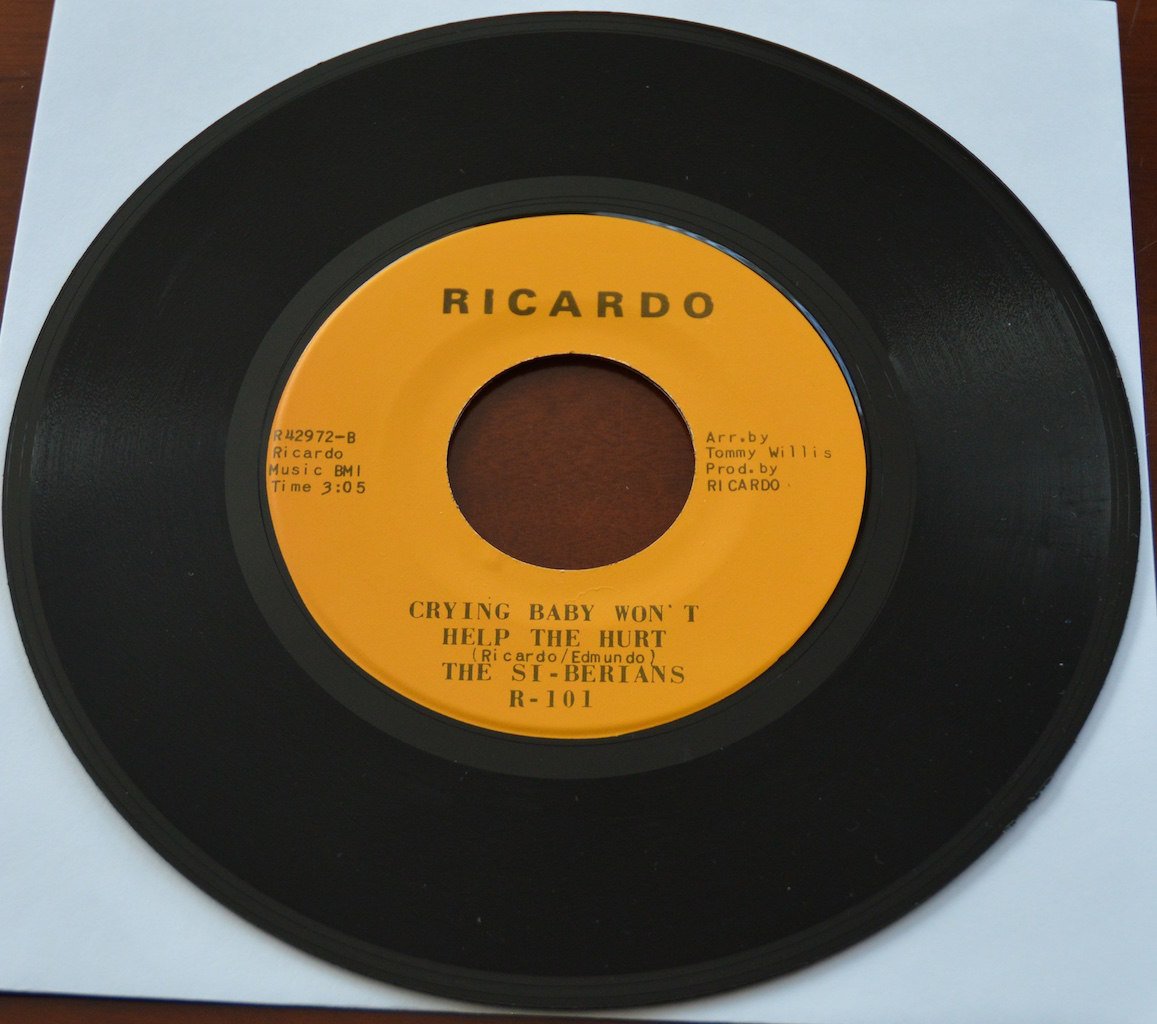 RICARDO
R42972-B
Ricardo
Music BMI
Time 3:05
Arr.by
Tommy Willis
Prod.by
RICARDO
CRYING BABY WON'T
HELP THE HURT
(Ricardo/Edmundo)
THE SI-BERIANS
R-101